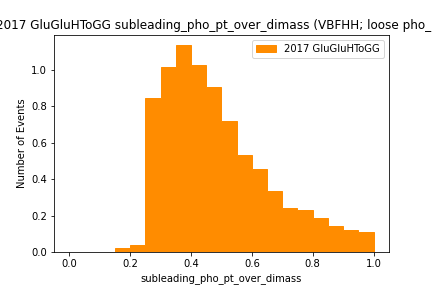 2017 GluGluHToGG subleading_pho_pt_over_dimass (VBFHH; loose pho_
2017 GluGluHToGG
Number of Events
1.0
0.8
0.6
0.4
0.2
0.0
0.0 0.2 0.4 0.6 0.8 1.0
subleading_pho_pt_over_dimass